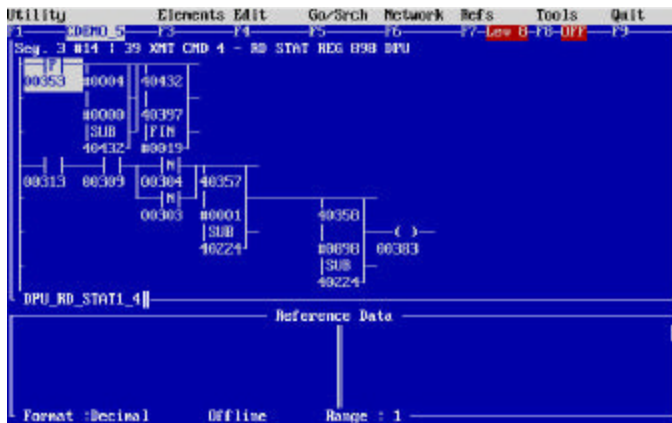 Utility Elements Edit Go/Srch Network Refs Tools Quit
F1 CDEMO_5 F3 F4 F5 F6 F7-Lev 8-F8-OFF F9
Seg. 3 #14 | 39 XMT CMD 4 - RD STAT REG 898 DPU
P
00353 #0004 40432
#0000 40397
SUB FIN
40432 #0019
N
00313 00309 00304 40357
N
00303 #0001 40358
SUB ( )
40224 #0898 00383
SUB
40224
DPU_RD_STAT1_4
Reference Data
Format :Decimal Offline Range : 1